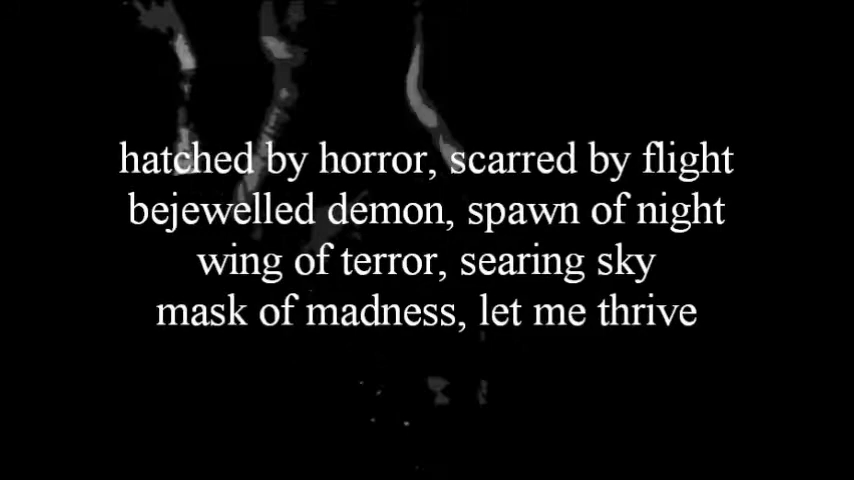 hatched by horror, scarred by flight
bejewelled demon, spawn of night
wing of terror, searing sky
mask of madness, let me thrive